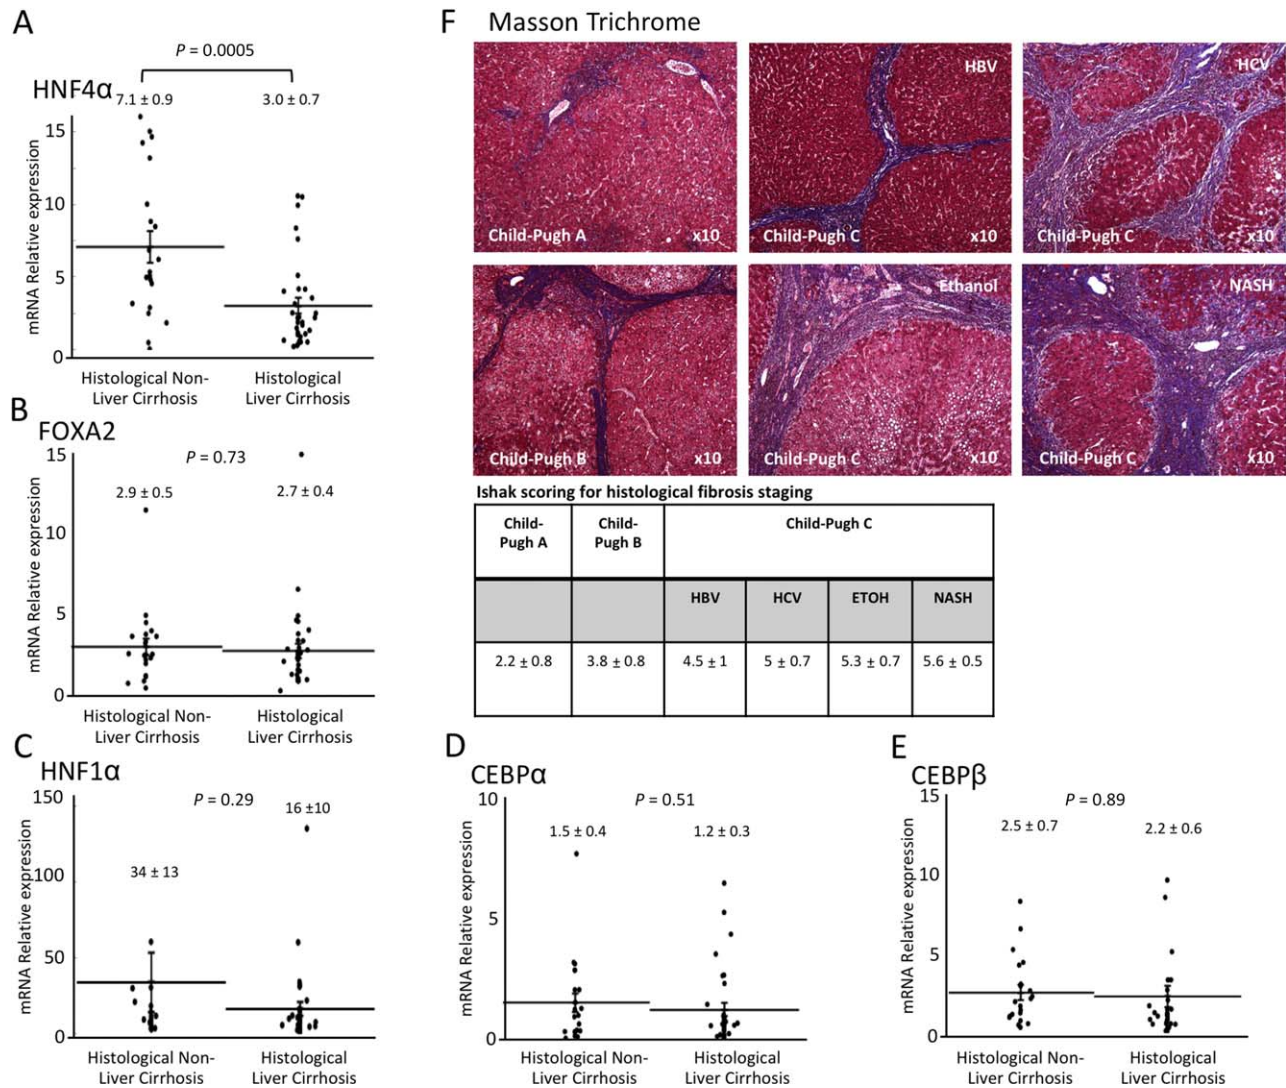 A
P = 0.0005
HNF4α
7.1 ± 0.9
3.0 ± 0.7
15
10
5
0
mRNA Relative expression
Histological Non-
Liver Cirrhosis
Histological
Liver Cirrhosis
B
FOXA2
P = 0.73
2.9 ± 0.5
2.7 ± 0.4
15
10
5
0
mRNA Relative expression
Histological Non-
Liver Cirrhosis
Histological
Liver Cirrhosis
C
HNF1α
P = 0.29
16 ±10
34 ± 13
150
100
50
0
mRNA Relative expression
Histological Non-
Liver Cirrhosis
Histological
Liver Cirrhosis
D
CEBPα
P = 0.51
1.5 ± 0.4
1.2 ± 0.3
10
5
0
mRNA Relative expression
Histological Non-
Liver Cirrhosis
Histological
Liver Cirrhosis
E
CEBPβ
P = 0.89
2.5 ± 0.7
2.2 ± 0.6
15
10
5
0
mRNA Relative expression
Histological Non-
Liver Cirrhosis
Histological
Liver Cirrhosis
F
Masson Trichrome
Child-Pugh A
x10
HBV
Child-Pugh C
x10
HCV
Child-Pugh C
x10
Child-Pugh B
x10
Ethanol
Child-Pugh C
x10
NASH
Child-Pugh C
x10
Ishak scoring for histological fibrosis staging
Child-
Pugh A
Child-
Pugh B
Child-Pugh C
HBV
HCV
ETOH
NASH
2.2 ± 0.8
3.8 ± 0.8
4.5 ± 1
5 ± 0.7
5.3 ± 0.7
5.6 ± 0.5